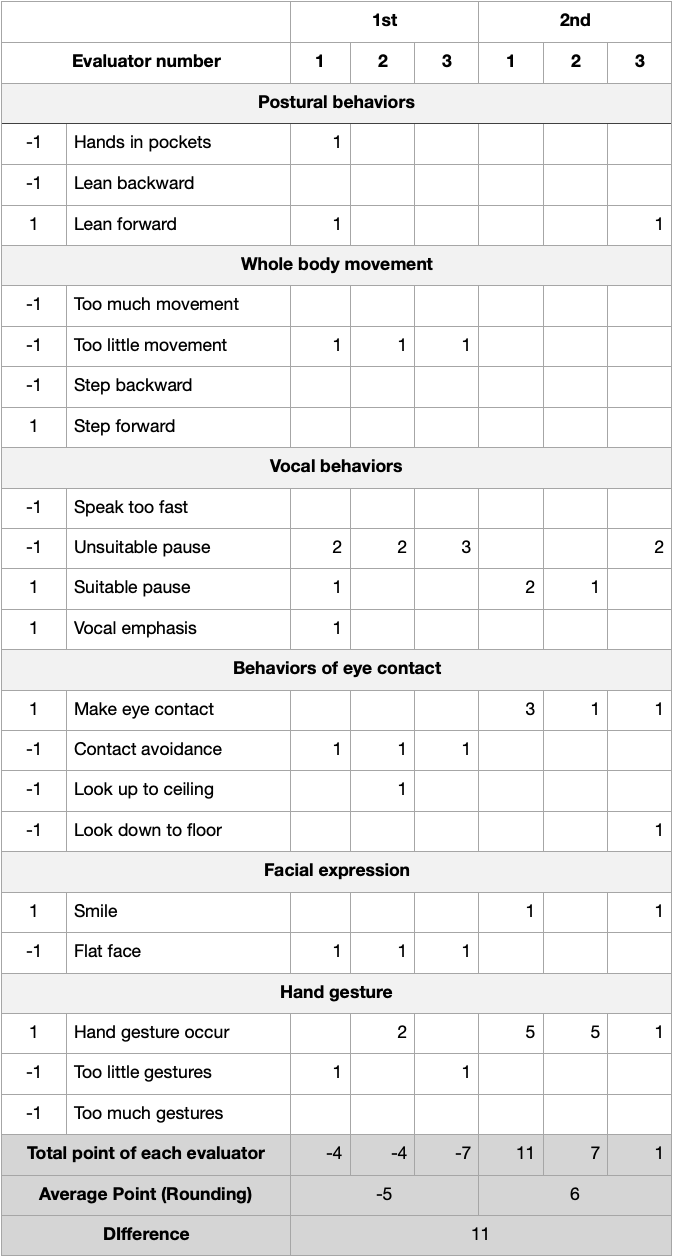 1st 2nd
Evaluator number 1 2 3 1 2 3
Postural behaviors
-1 Hands in pockets 1
-1 Lean backward
1 Lean forward 1 1
Whole body movement
-1 Too much movement
-1 Too little movement 1 1 1
-1 Step backward
1 Step forward
Vocal behaviors
-1 Speak too fast
-1 Unsuitable pause 2 2 3 2
1 Suitable pause 1 2 1
1 Vocal emphasis 1
Behaviors of eye contact
1 Make eye contact 3 1 1
-1 Contact avoidance 1 1 1
-1 Look up to ceiling 1
-1 Look down to floor 1
Facial expression
1 Smile 1 1
-1 Flat face 1 1 1
Hand gesture
1 Hand gesture occur 2 5 5 1
-1 Too little gestures 1 1
-1 Too much gestures
Total point of each evaluator -4 -4 -7 11 7 1
Average Point (Rounding) -5 6
DIfference 11